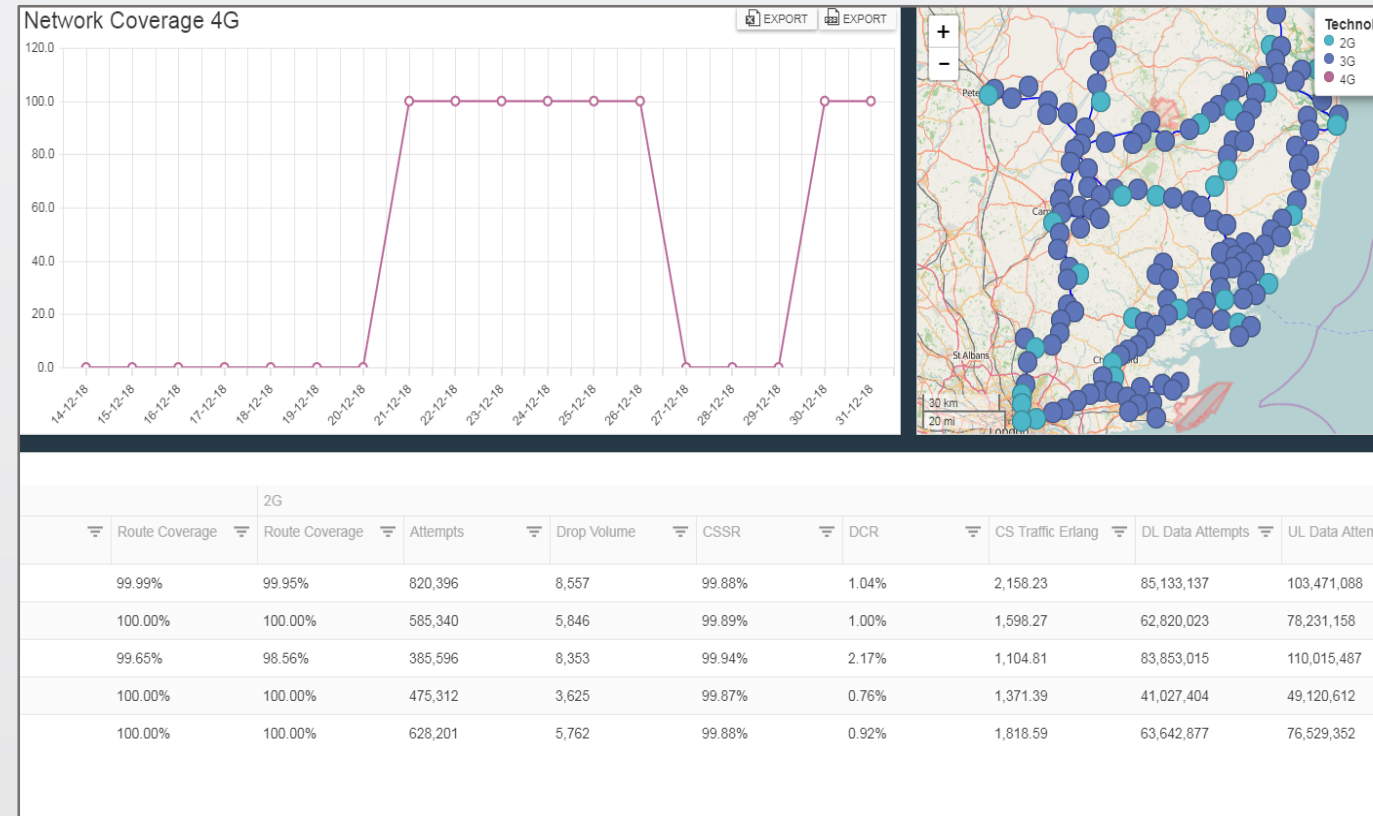 Network Coverage 4G
EXPORT
EXPORT
120.0
100.0
80.0
60.0
40.0
20.0
0.0
14-12-18
15-12-18
16-12-18
17-12-18
18-12-18
19-12-18
20-12-18
21-12-18
22-12-18
23-12-18
24-12-18
25-12-18
26-12-18
27-12-18
28-12-18
29-12-18
30-12-18
31-12-18
+
−
Technol
2G
3G
4G
Pete
Cam
St Albans
Ch
ord
London
30 km
20 mi
2G
Route Coverage Route Coverage Attempts Drop Volume CSSR DCR CS Traffic Erlang DL Data Attempts UL Data Attem
99.99% 99.95% 820,396 8,557 99.88% 1.04% 2,158.23 85,133,137 103,471,088
100.00% 100.00% 585,340 5,846 99.89% 1.00% 1,598.27 62,820,023 78,231,158
99.65% 98.56% 385,596 8,353 99.94% 2.17% 1,104.81 83,853,015 110,015,487
100.00% 100.00% 475,312 3,625 99.87% 0.76% 1,371.39 41,027,404 49,120,612
100.00% 100.00% 628,201 5,762 99.88% 0.92% 1,818.59 63,642,877 76,529,352